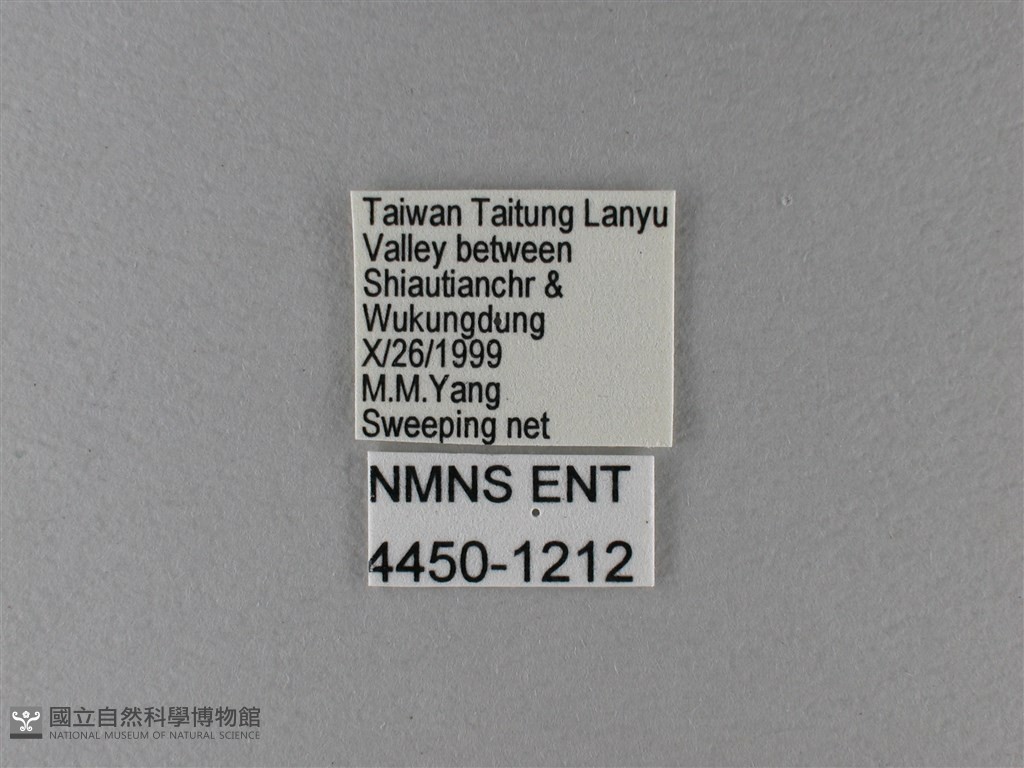 Taiwan Taitung Lanyu
Valley between
Shiautianchr &
Wukungdung
X/26/1999
M.M.Yang
Sweeping net
NMNS ENT
4450-1212
國立自然科學博物館
NATIONAL MUSEUM OF NATURAL SCIENCE